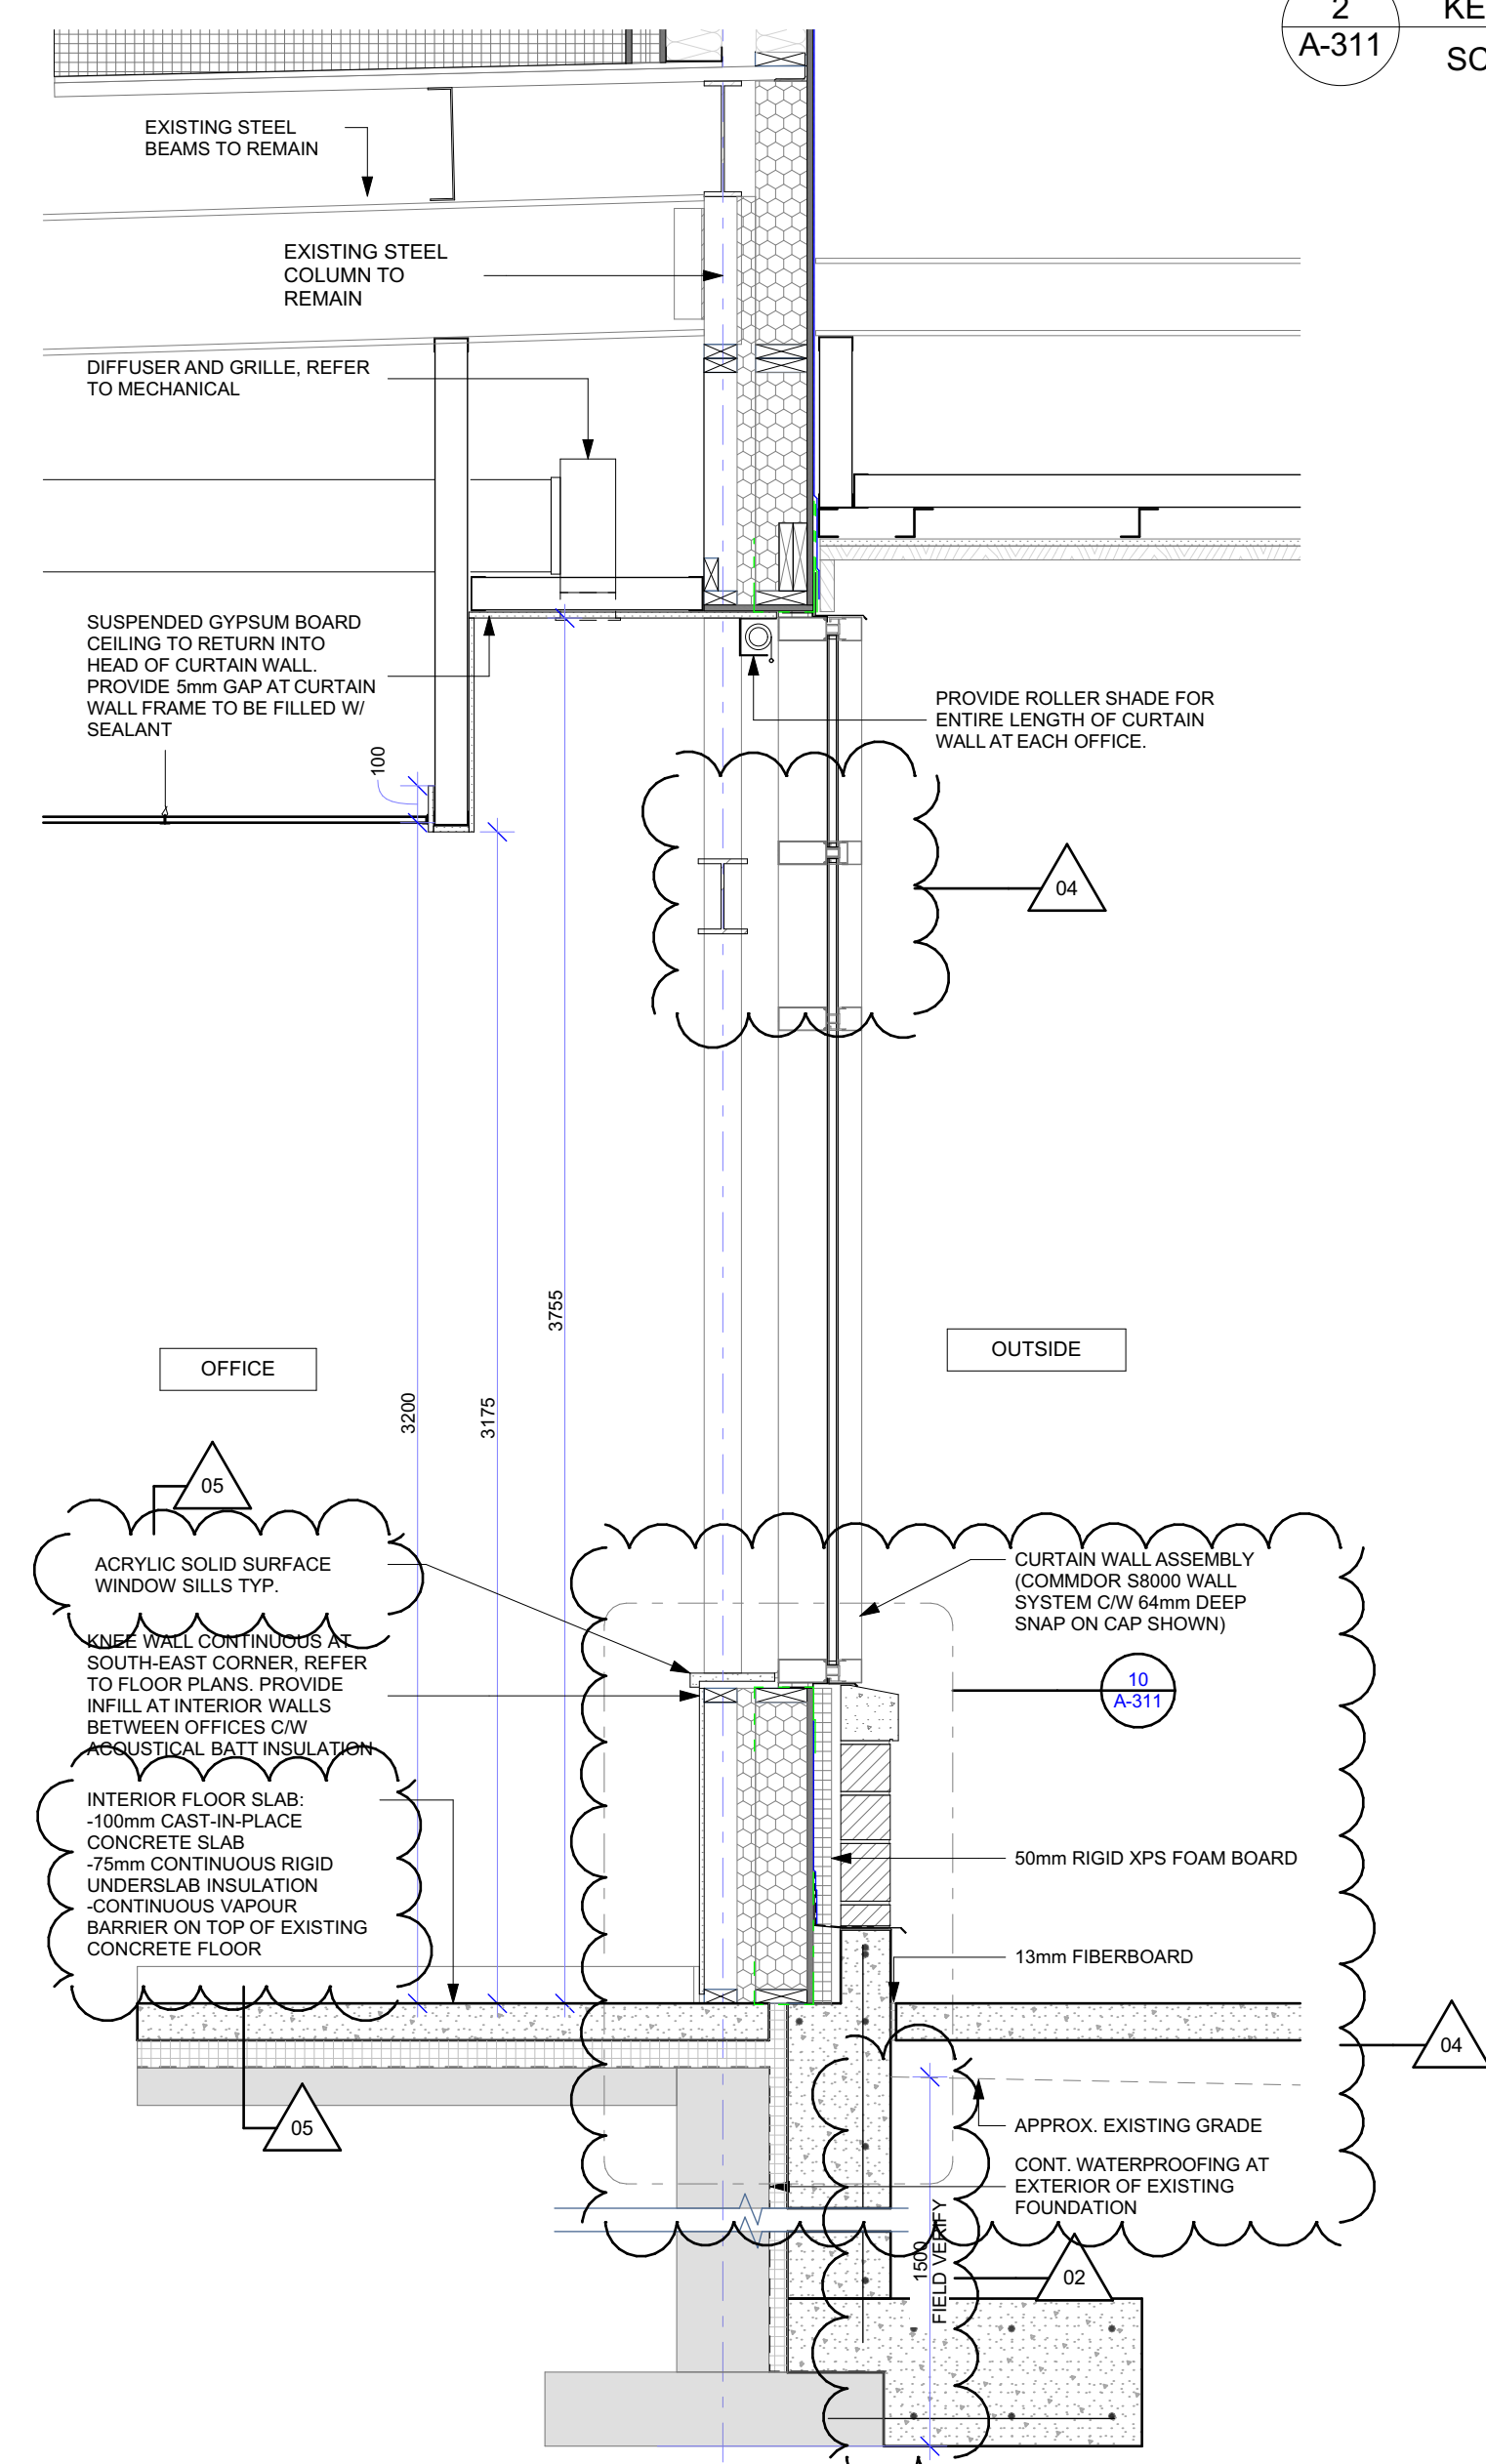 2
KE
A-311
SC
EXISTING STEEL
BEAMS TO REMAIN
EXISTING STEEL
COLUMN TO
REMAIN
DIFFUSER AND GRILLE, REFER
TO MECHANICAL
SUSPENDED GYPSUM BOARD
CEILING TO RETURN INTO
HEAD OF CURTAIN WALL.
PROVIDE 5mm GAP AT CURTAIN
WALL FRAME TO BE FILLED W/
SEALANT
PROVIDE ROLLER SHADE FOR
ENTIRE LENGTH OF CURTAIN
WALL AT EACH OFFICE.
100
04
3755
OUTSIDE
OFFICE
3200
3175
05
ACRYLIC SOLID SURFACE
WINDOW SILLS TYP.
CURTAIN WALL ASSEMBLY
(COMMDOR S8000 WALL
SYSTEM C/W 64mm DEEP
SNAP ON CAP SHOWN)
KNEE WALL CONTINUOUS AT
SOUTH-EAST CORNER, REFER
TO FLOOR PLANS. PROVIDE
INFILL AT INTERIOR WALLS
BETWEEN OFFICES C/W
ACOUSTICAL BATT INSULATION
10
A-311
INTERIOR FLOOR SLAB:
-100mm CAST-IN-PLACE
CONCRETE SLAB
-75mm CONTINUOUS RIGID
UNDERSLAB INSULATION
-CONTINUOUS VAPOUR
BARRIER ON TOP OF EXISTING
CONCRETE FLOOR
50mm RIGID XPS FOAM BOARD
13mm FIBERBOARD
04
05
APPROX. EXISTING GRADE
CONT. WATERPROOFING AT
EXTERIOR OF EXISTING
FOUNDATION
1500
FIELD VERIFY
02